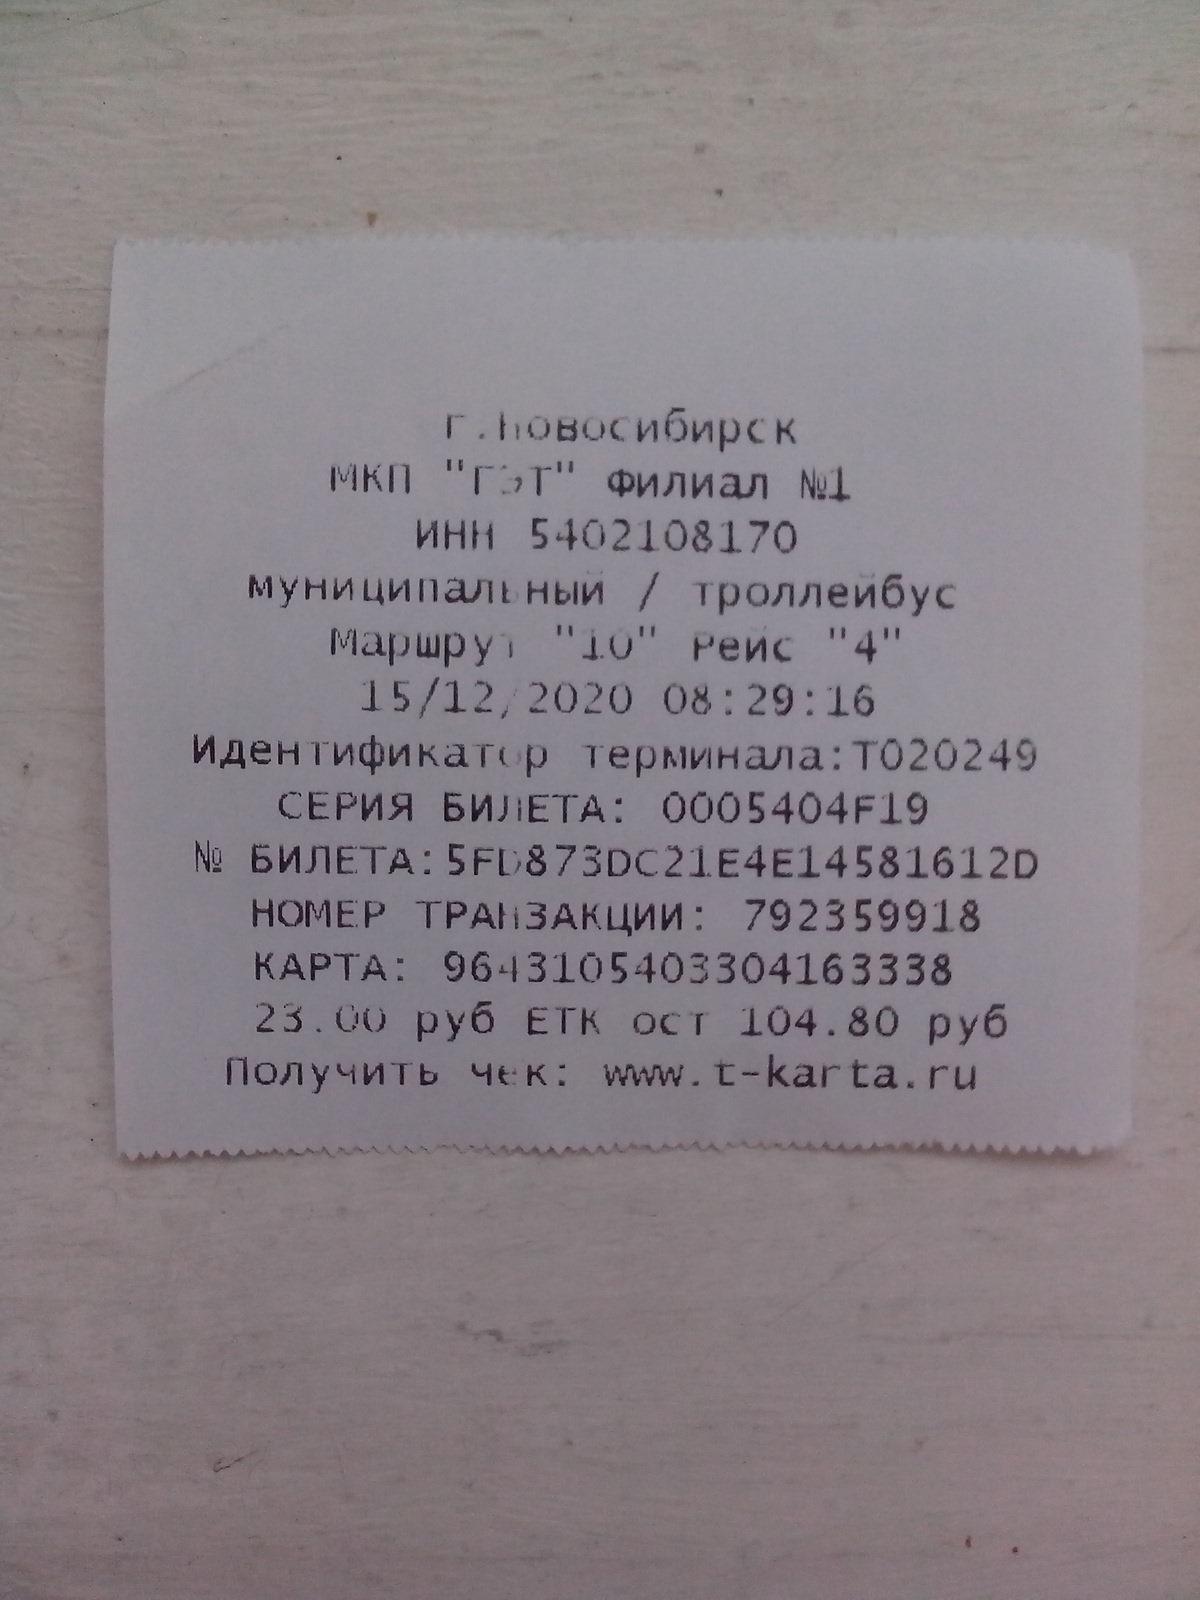 г.Новосибирск
МКП "ГЭТ" Филиал №1
ИНН 5402108170
муниципальный / троллейбус
Маршрут "10" Рейс "4"
15/12/2020 08:29:16
Идентификатор терминала:T020249
СЕРИЯ БИЛЕТА: 0005404F19
№ БИЛЕТА:5FD873DC21E4E14581612D
НОМЕР ТРАНЗАКЦИИ: 792359918
КАРТА: 9643105403304163338
23.00 руб ЕТК ост 104.80 руб
Получить чек: www.t-karta.ru